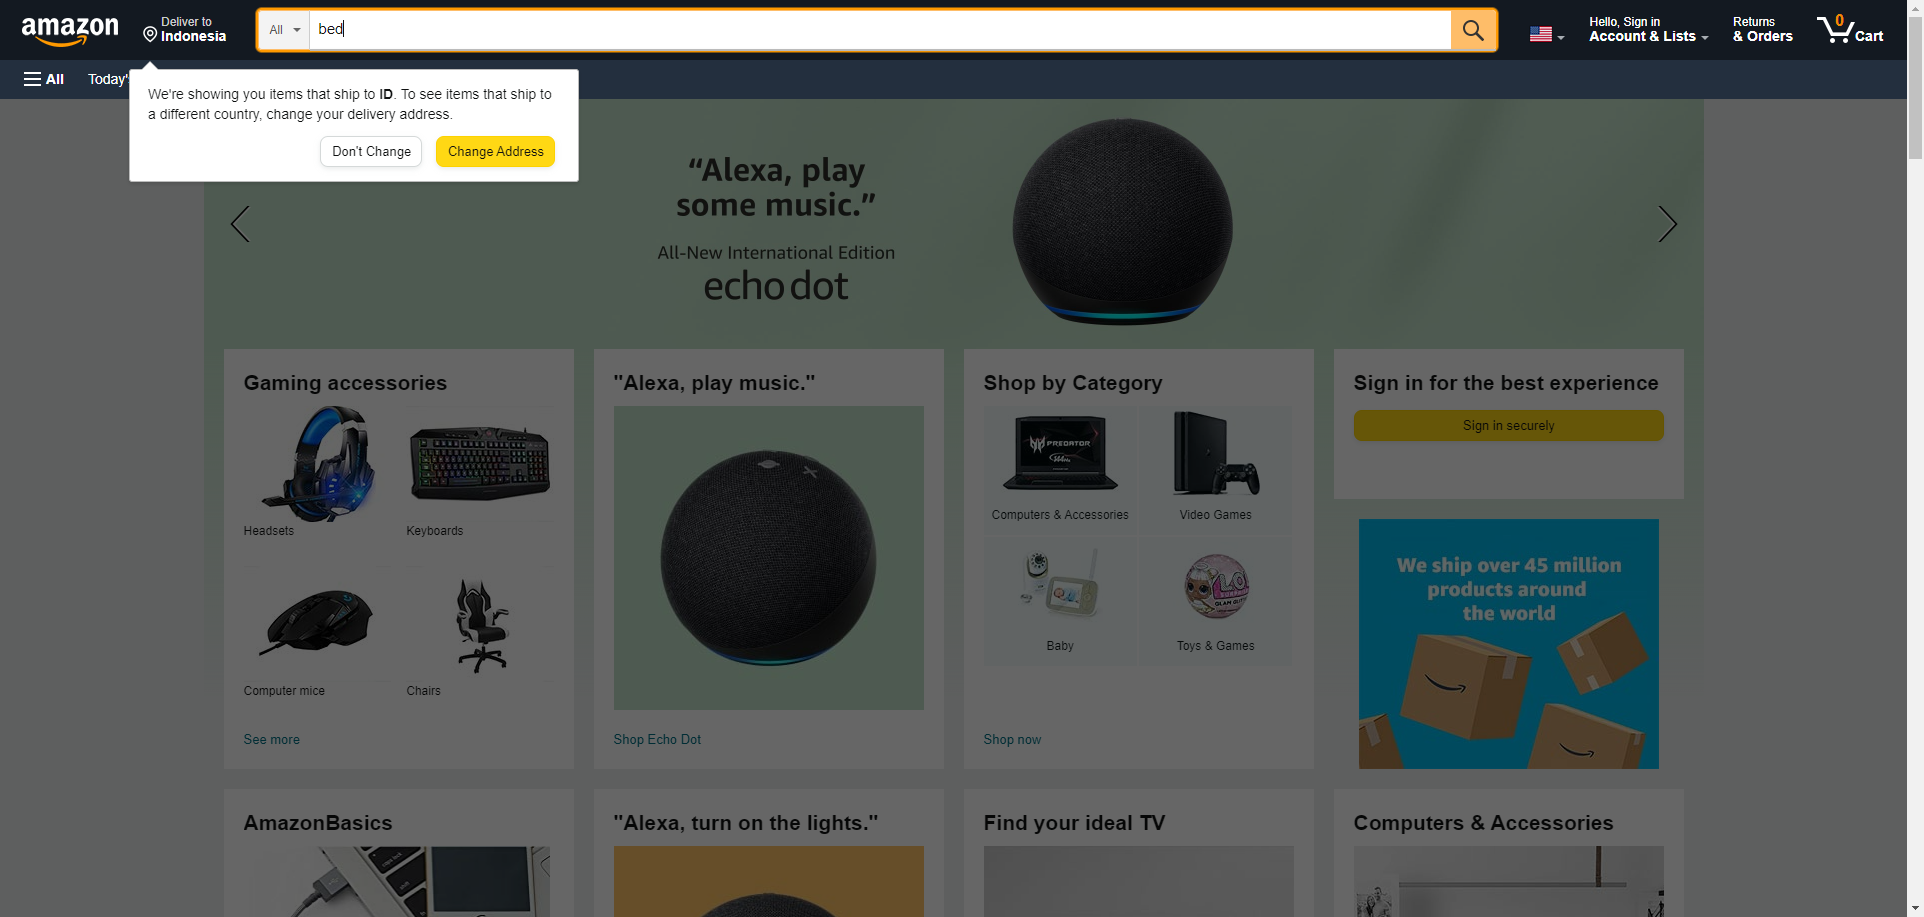 amazon
Deliver to
Indonesia
All
bed
Hello, Sign in
Account & Lists
Returns
& Orders
0
Cart
All
Today's
We're showing you items that ship to ID. To see items that ship to
a different country, change your delivery address.
Don't Change
Change Address
“Alexa, play
some music.”
All-New International Edition
echo dot
Gaming accessories
Headsets
Keyboards
Computer mice
Chairs
See more
"Alexa, play music."
Shop Echo Dot
Shop by Category
PREDATOR
144Hz
Computers & Accessories
Video Games
Baby
L.O.L.
GLAM GLITTER
Toys & Games
Shop now
Sign in for the best experience
Sign in securely
We ship over 45 million
products around
the world
AmazonBasics
"Alexa, turn on the lights."
Find your ideal TV
Computers & Accessories